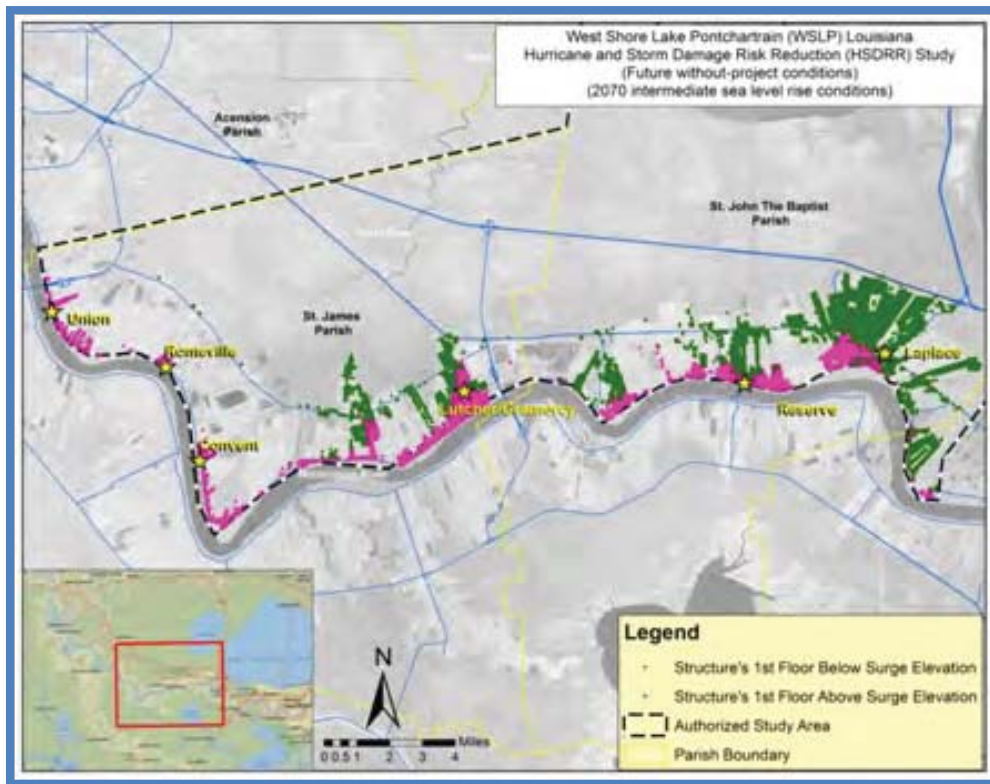 West Shore Lake Pontchartrain (WSLP) Louisiana
Hurricane and Storm Damage Risk Reduction (HSDRR) Study
(Future without-project conditions)
(2070 intermediate sea level rise conditions)
Acension
Parish
St. John The Baptist
Parish
St. James
Parish
Union
Romeville
Convent
Lutcher/Gramercy
Reserve
Laplace
N
Miles
0 0.5 1 2 3 4
Legend
Structure's 1st Floor Below Surge Elevation
Structure's 1st Floor Above Surge Elevation
Authorized Study Area
Parish Boundary